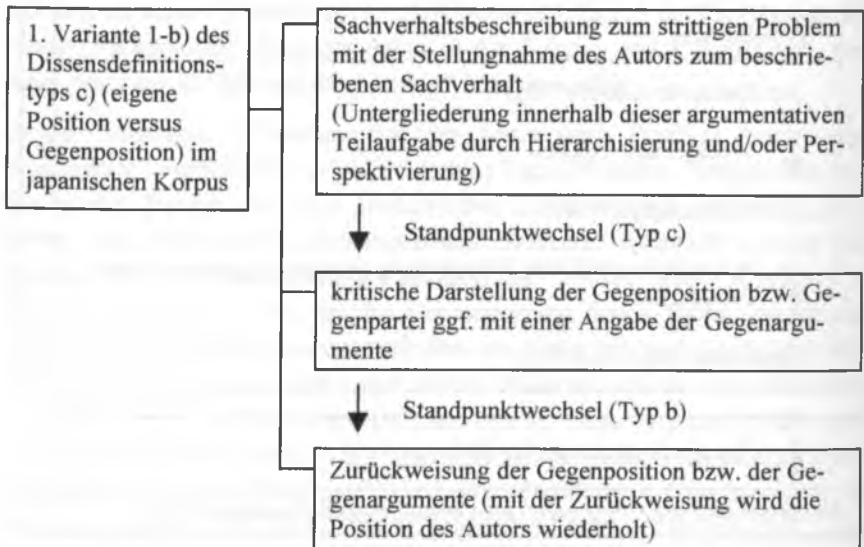 1. Variante 1-b) des
Dissensdefinitions-
typs c) (eigene
Position versus
Gegenposition) im
japanischen Korpus
Sachverhaltsbeschreibung zum strittigen Problem
mit der Stellungnahme des Autors zum beschrie-
benen Sachverhalt
(Untergliederung innerhalb dieser argumentativen
Teilaufgabe durch Hierarchisierung und/oder Per-
spektivierung)
Standpunktwechsel (Typ c)
kritische Darstellung der Gegenposition bzw. Ge-
genpartei ggf. mit einer Angabe der Gegenargu-
mente
Standpunktwechsel (Typ b)
Zurückweisung der Gegenposition bzw. der Ge-
genargumente (mit der Zurückweisung wird die
Position des Autors wiederholt)